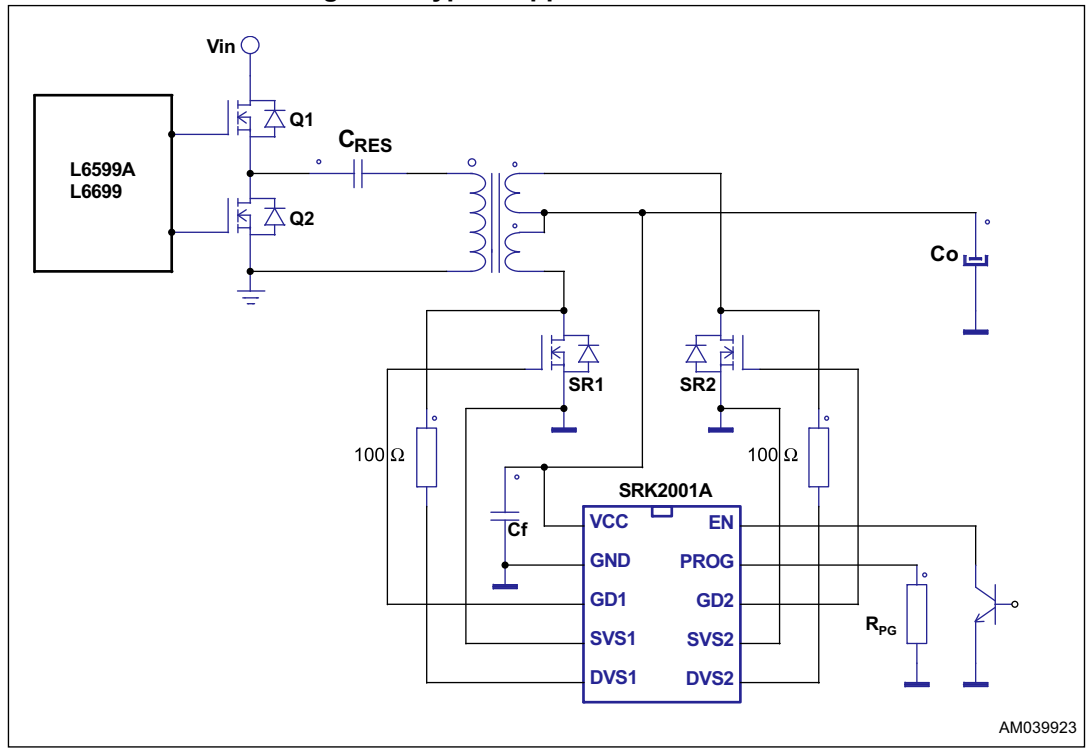 Vin
Q1
L6599A
L6699
CRES
Q2
Co
SR1
SR2
100 Ω
100 Ω
SRK2001A
Cf
VCC
EN
GND
PROG
GD1
GD2
RPG
SVS1
SVS2
DVS1
DVS2
AM039923